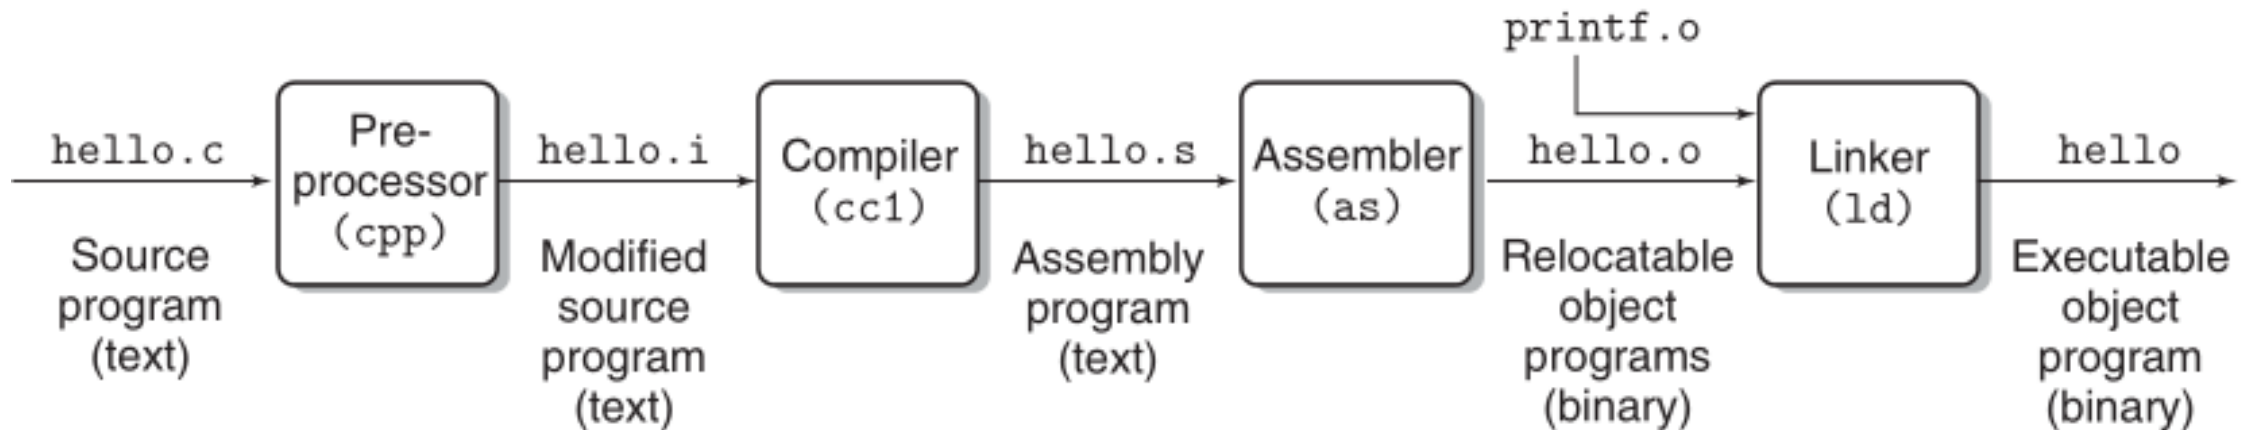 printf.o
hello.c
Pre-
processor
(cpp)
hello.i
Compiler
(cc1)
hello.s
Assembler
(as)
hello.o
Linker
(ld)
hello
Source
program
(text)
Modified
source
program
(text)
Assembly
program
(text)
Relocatable
object
programs
(binary)
Executable
object
program
(binary)